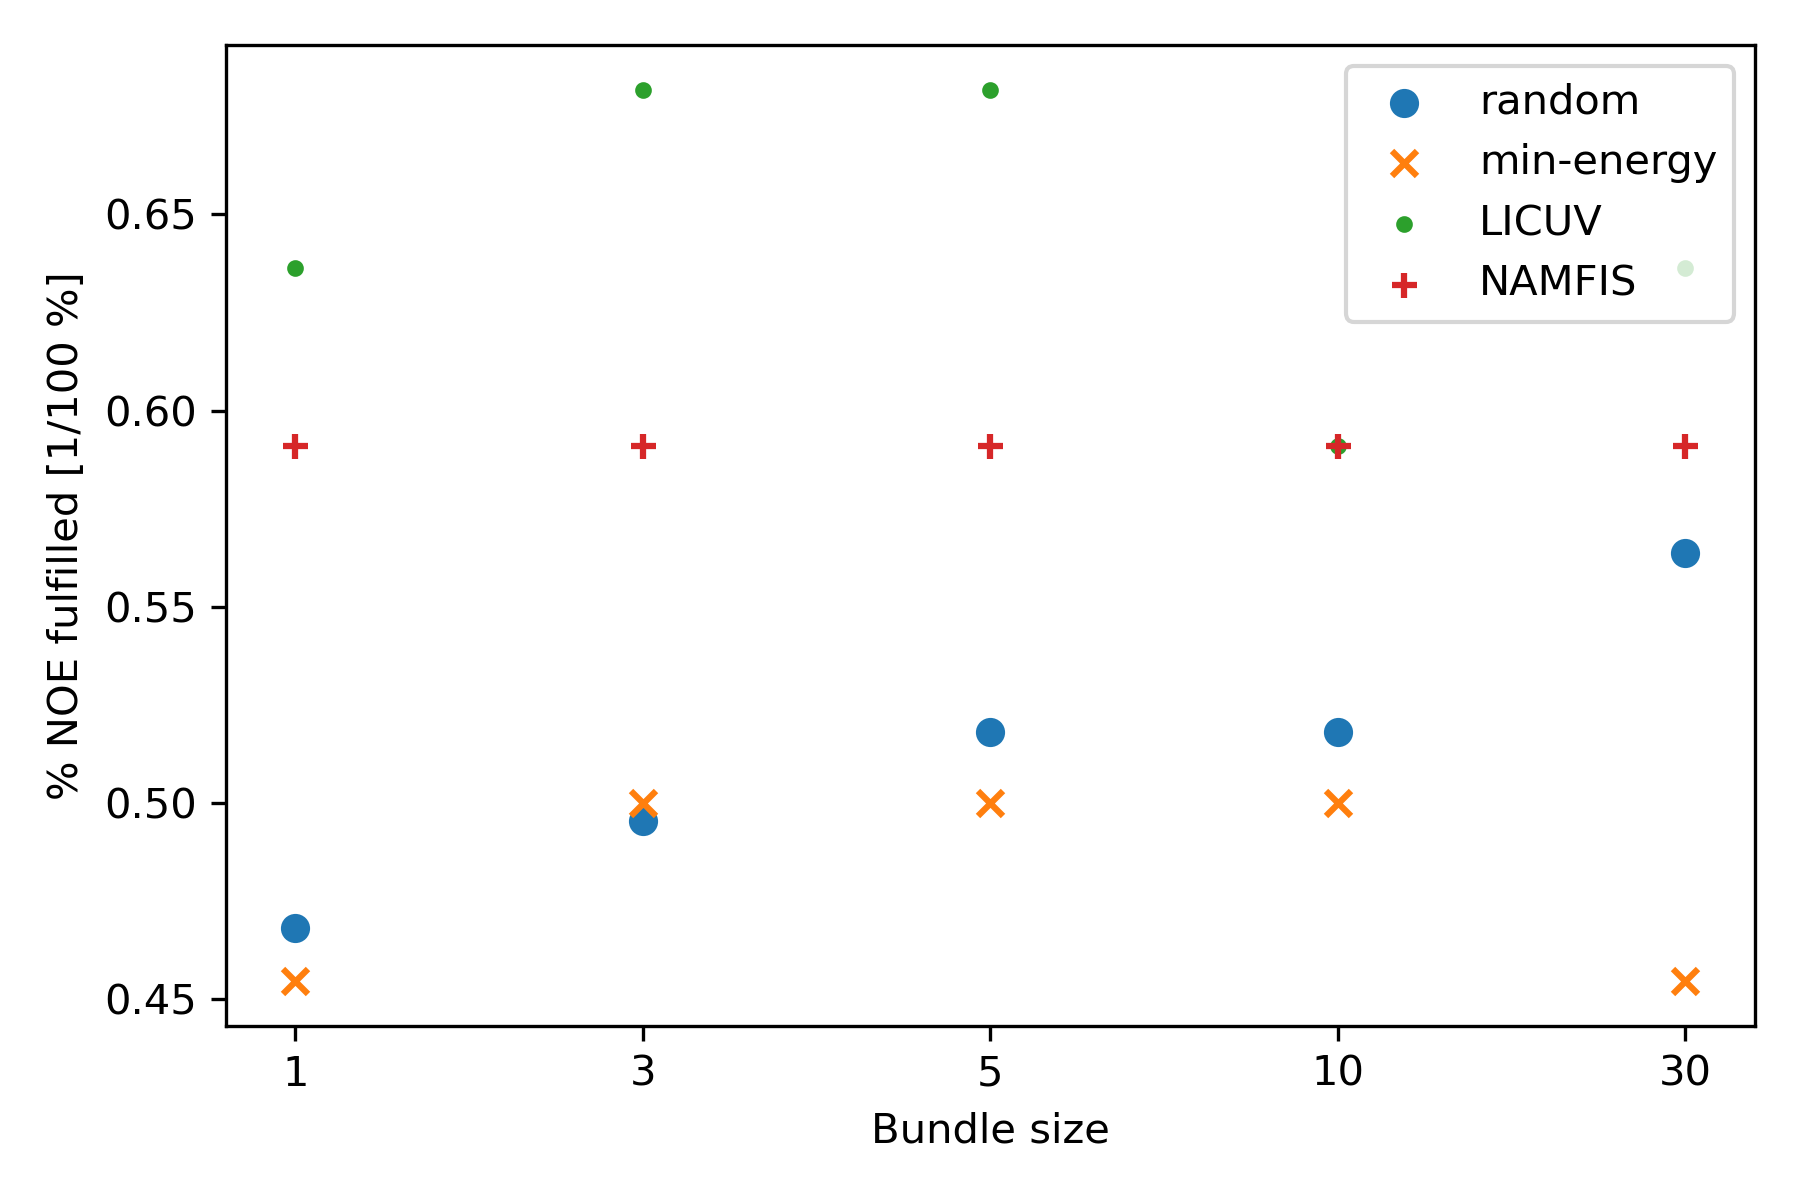 random
min-energy
LICUV
NAMFIS
% NOE fulfilled [1/100 %]
0.65
0.60
0.55
0.50
0.45
1 3 5 10 30
Bundle size